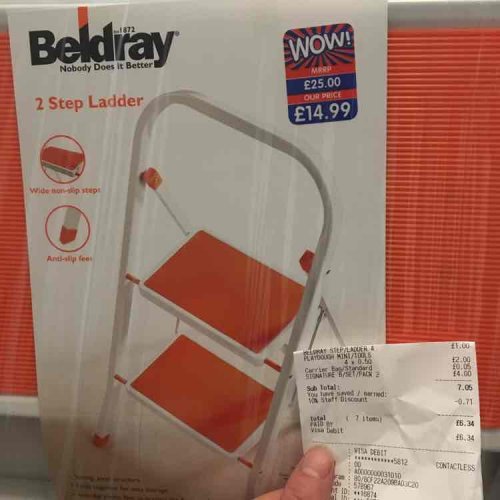 Est 1872
Beldray®
Nobody Does It Better
2 Step Ladder
WOW!
MRRP
£25.00
OUR PRICE
£14.99
Wide non-slip steps
Anti-slip feet
BELDRAY STEP/LADDER 4 £1.00
PLAYDOUGH MINI/TOOLS
4 x 0.50 £2.00
Carrier Bag/Standard £0.05
SIGNATURE B/SET/PACK 2 £4.00
Sub Total: 7.05
You have saved / earned:
10% Staff Discount -0.71
Total ( 7 items) £6.34
PAID BY
Visa Debit £6.34
VISA DEBIT
************5812
CONTACTLESS
A0000000031010
578967
**16874